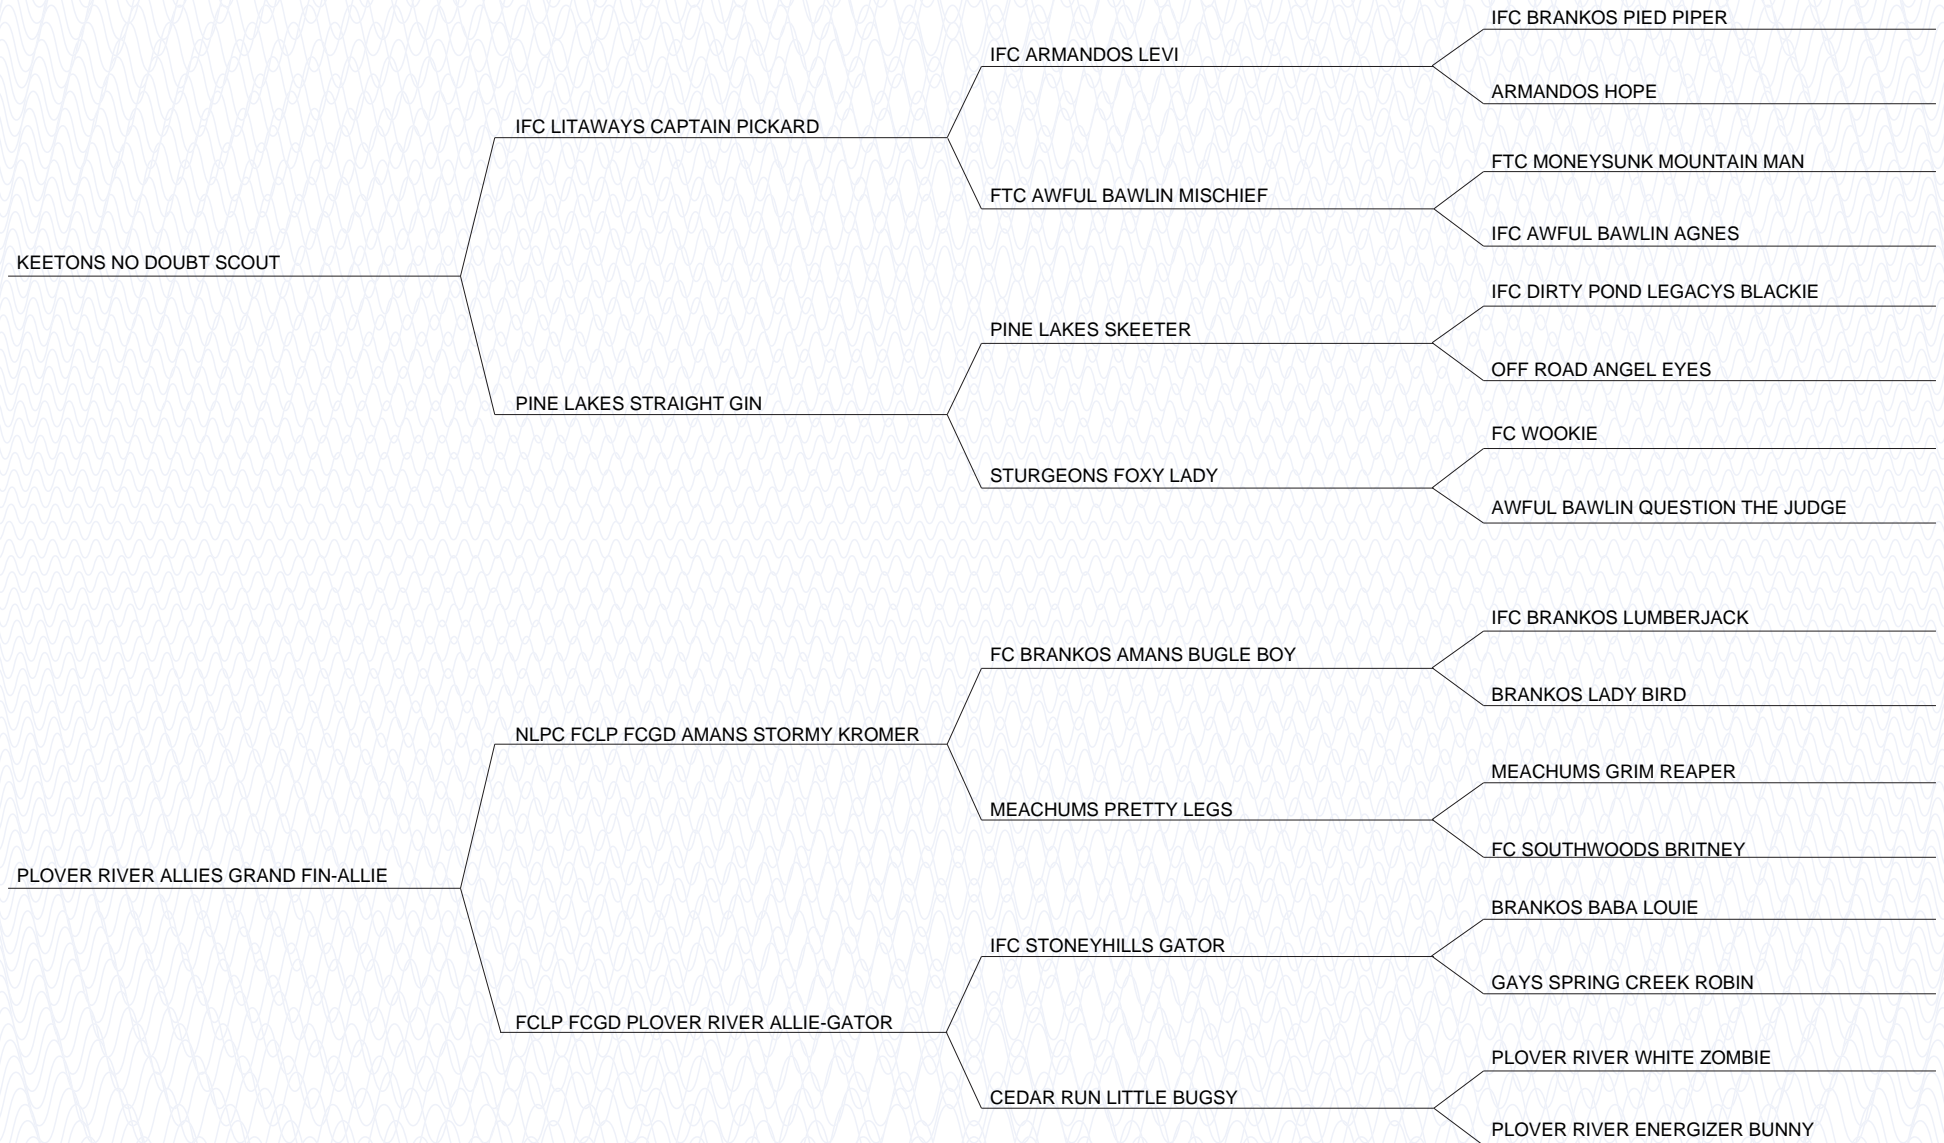 IFC BRANKOS PIED PIPER
IFC ARMANDOS LEVI
ARMANDOS HOPE
IFC LITAWAYS CAPTAIN PICKARD
FTC MONEYSUNK MOUNTAIN MAN
FTC AWFUL BAWLIN MISCHIEF
IFC AWFUL BAWLIN AGNES
KEETONS NO DOUBT SCOUT
IFC DIRTY POND LEGACYS BLACKIE
PINE LAKES SKEETER
OFF ROAD ANGEL EYES
PINE LAKES STRAIGHT GIN
FC WOOKIE
STURGEONS FOXY LADY
AWFUL BAWLIN QUESTION THE JUDGE
IFC BRANKOS LUMBERJACK
FC BRANKOS AMANS BUGLE BOY
BRANKOS LADY BIRD
NLPC FCLP FCGD AMANS STORMY KROMER
MEACHUMS GRIM REAPER
MEACHUMS PRETTY LEGS
FC SOUTHWOODS BRITNEY
PLOVER RIVER ALLIES GRAND FIN-ALLIE
BRANKOS BABA LOUIE
IFC STONEYHILLS GATOR
GAYS SPRING CREEK ROBIN
FCLP FCGD PLOVER RIVER ALLIE-GATOR
PLOVER RIVER WHITE ZOMBIE
CEDAR RUN LITTLE BUGSY
PLOVER RIVER ENERGIZER BUNNY